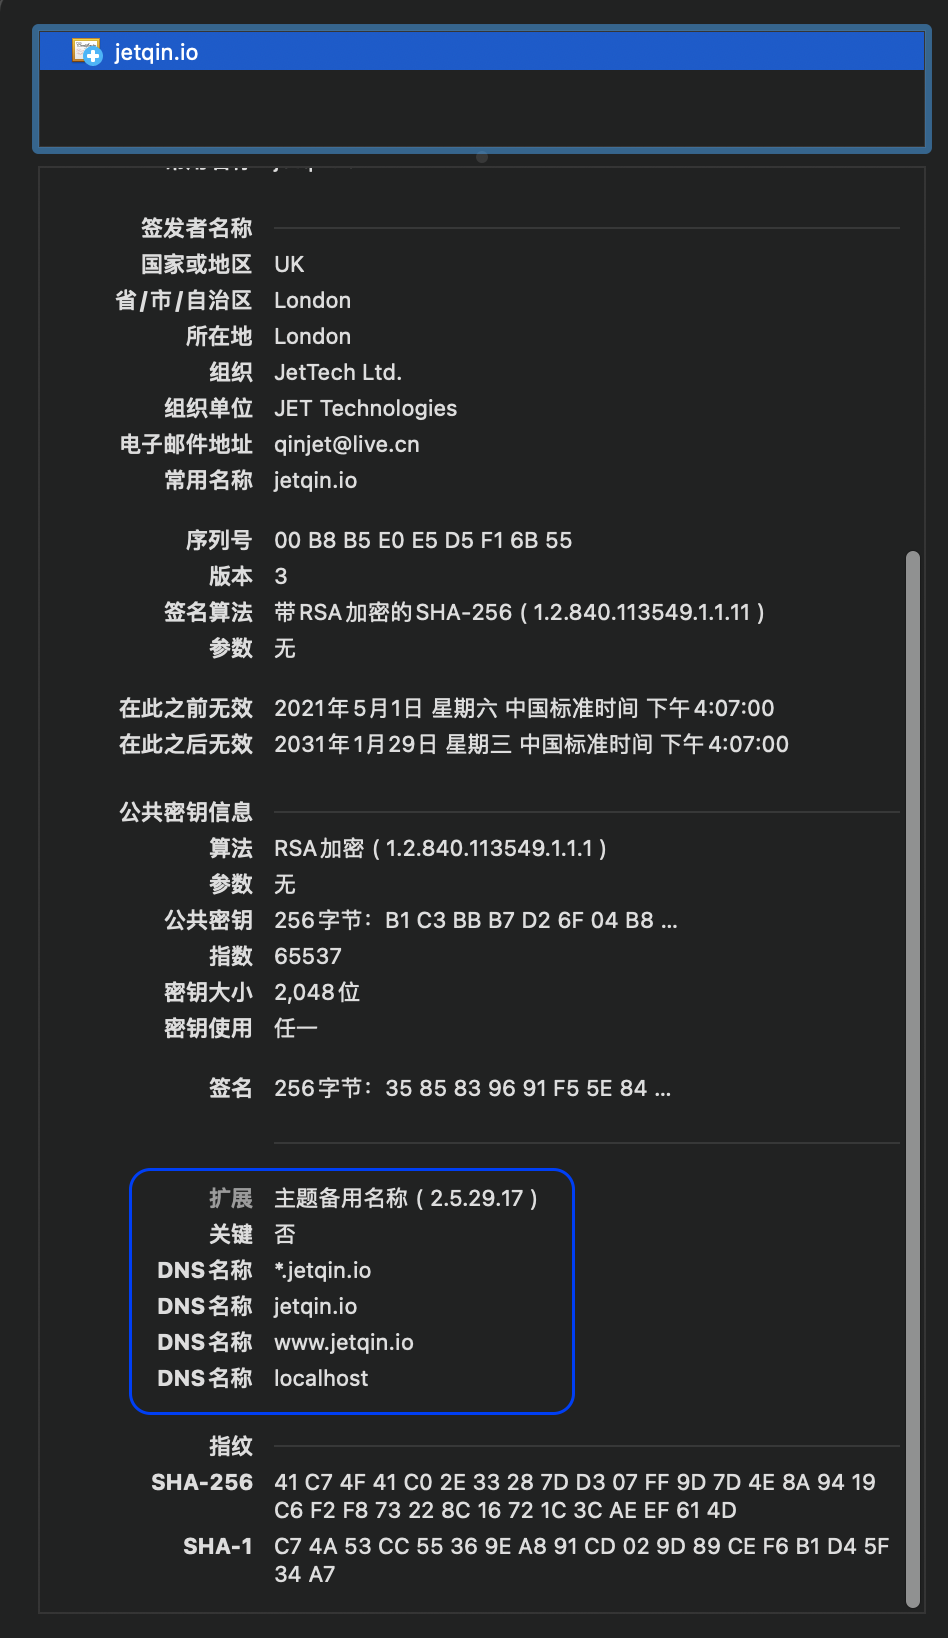 jetqin.io
签发者名称
国家或地区 UK
省/市/自治区 London
所在地 London
组织 JetTech Ltd.
组织单位 JET Technologies
电子邮件地址 qinjet@live.cn
常用名称 jetqin.io
序列号 00 B8 B5 E0 E5 D5 F1 6B 55
版本 3
签名算法 带RSA加密的SHA-256 ( 1.2.840.113549.1.1.11 )
参数 无
在此之前无效 2021年5月1日 星期六 中国标准时间 下午4:07:00
在此之后无效 2031年1月29日 星期三 中国标准时间 下午4:07:00
公共密钥信息
算法 RSA加密 ( 1.2.840.113549.1.1.1 )
参数 无
公共密钥 256字节：B1 C3 BB B7 D2 6F 04 B8 ...
指数 65537
密钥大小 2,048位
密钥使用 任一
签名 256字节：35 85 83 96 91 F5 5E 84 ...
扩展 主题备用名称 ( 2.5.29.17 )
关键 否
DNS名称 *.jetqin.io
DNS名称 jetqin.io
DNS名称 www.jetqin.io
DNS名称 localhost
指纹
SHA-256 41 C7 4F 41 C0 2E 33 28 7D D3 07 FF 9D 7D 4E 8A 94 19
C6 F2 F8 73 22 8C 16 72 1C 3C AE EF 61 4D
SHA-1 C7 4A 53 CC 55 36 9E A8 91 CD 02 9D 89 CE F6 B1 D4 5F
34 A7